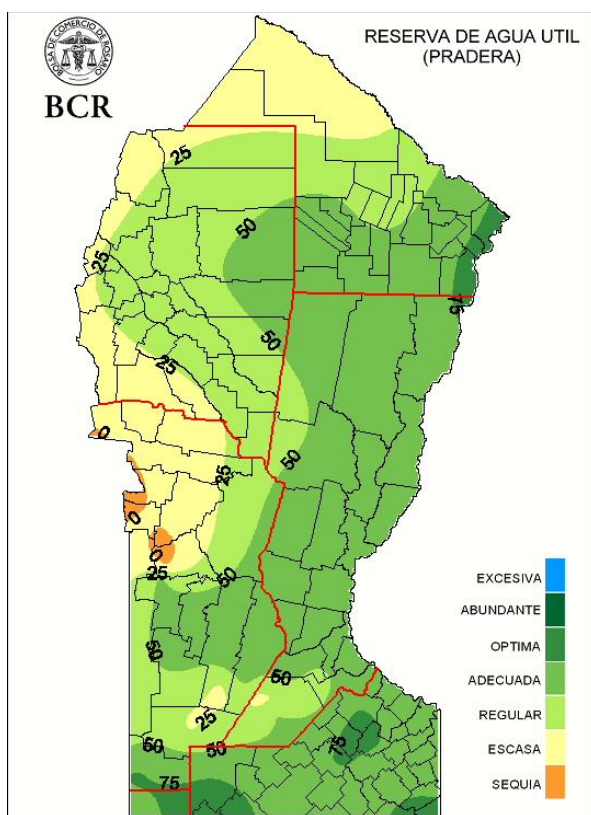 BOLSA DE COMERCIO DE ROSARIO
BCR
RESERVA DE AGUA UTIL
(PRADERA)
25
50
25
75
50
25
0
50
25
0
0
25
50
50
50
25
50
50
75
75
EXCESIVA
ABUNDANTE
OPTIMA
ADECUADA
REGULAR
ESCASA
SEQUIA